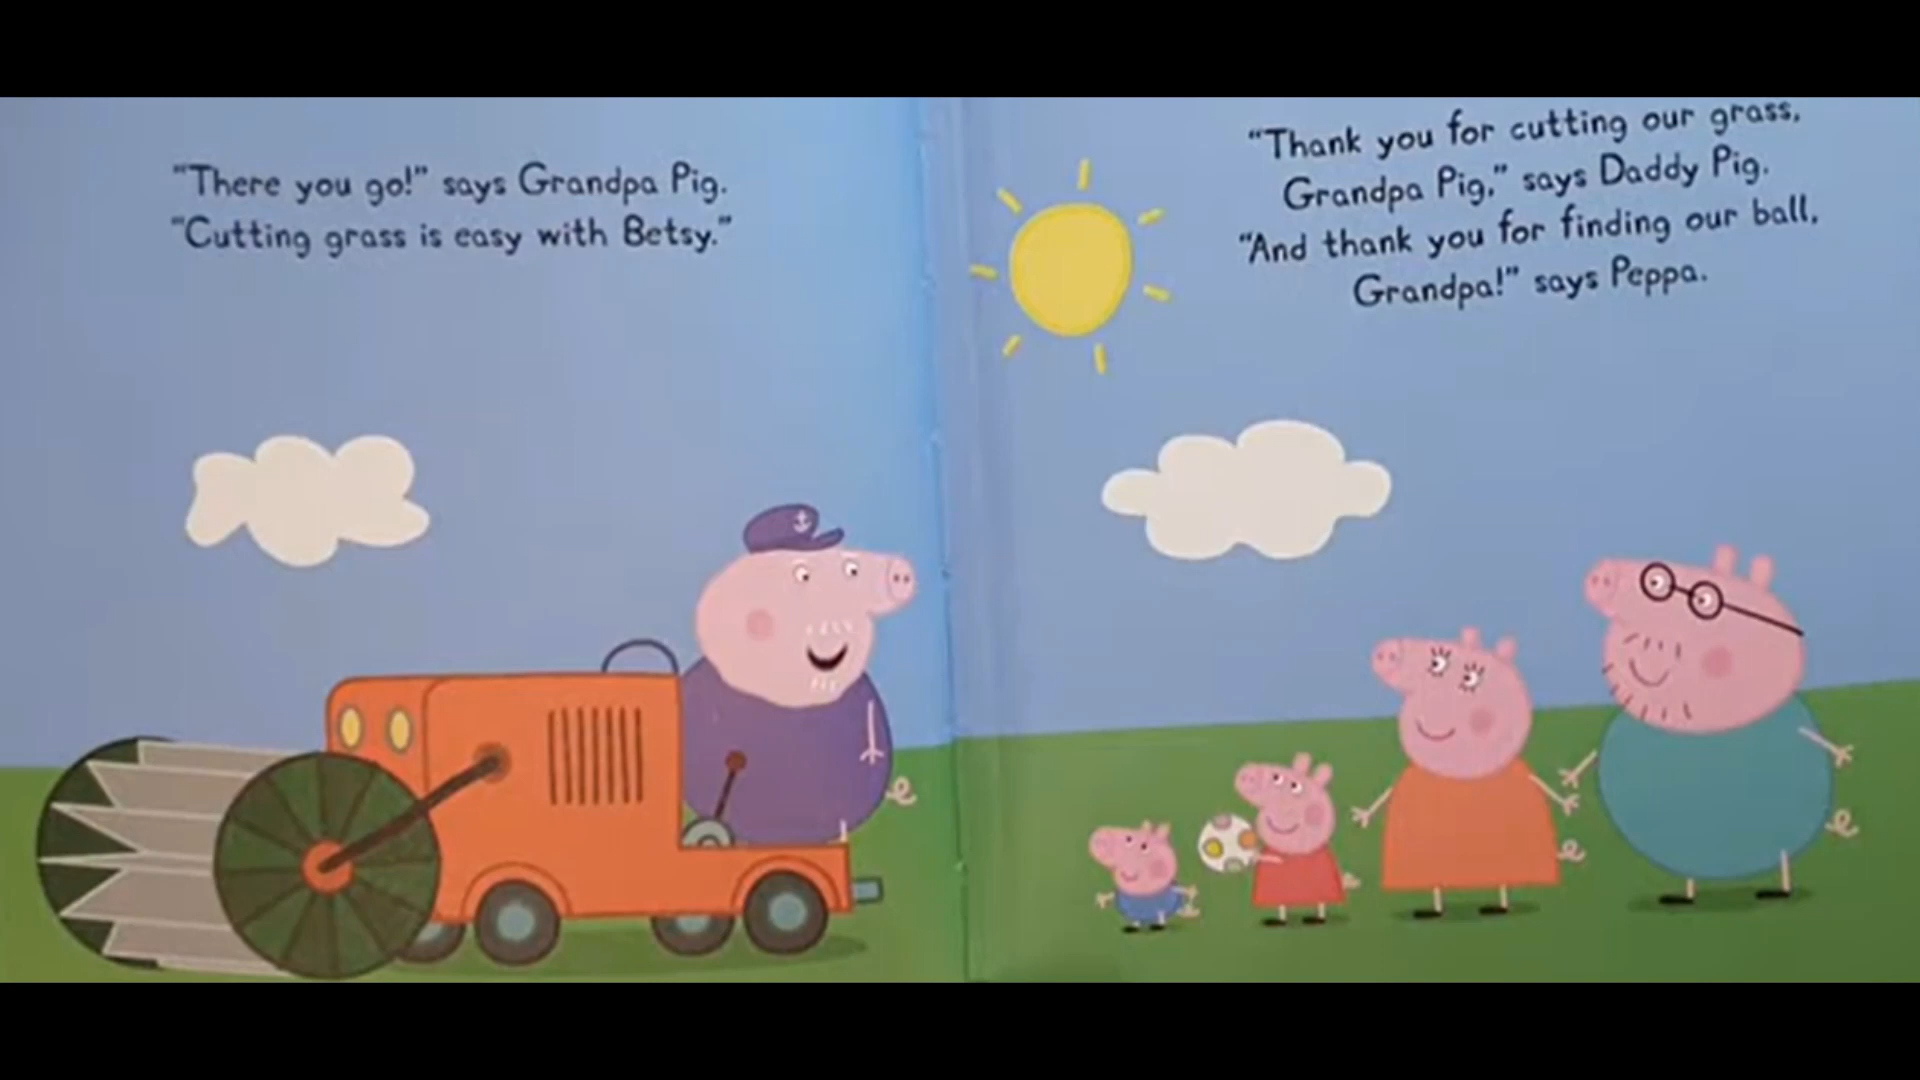 "There you go!" says Grandpa Pig.
"Cutting grass is easy with Betsy."
"Thank you for cutting our grass,
Grandpa Pig," says Daddy Pig.
"And thank you for finding our ball,
Grandpa!" says Peppa.